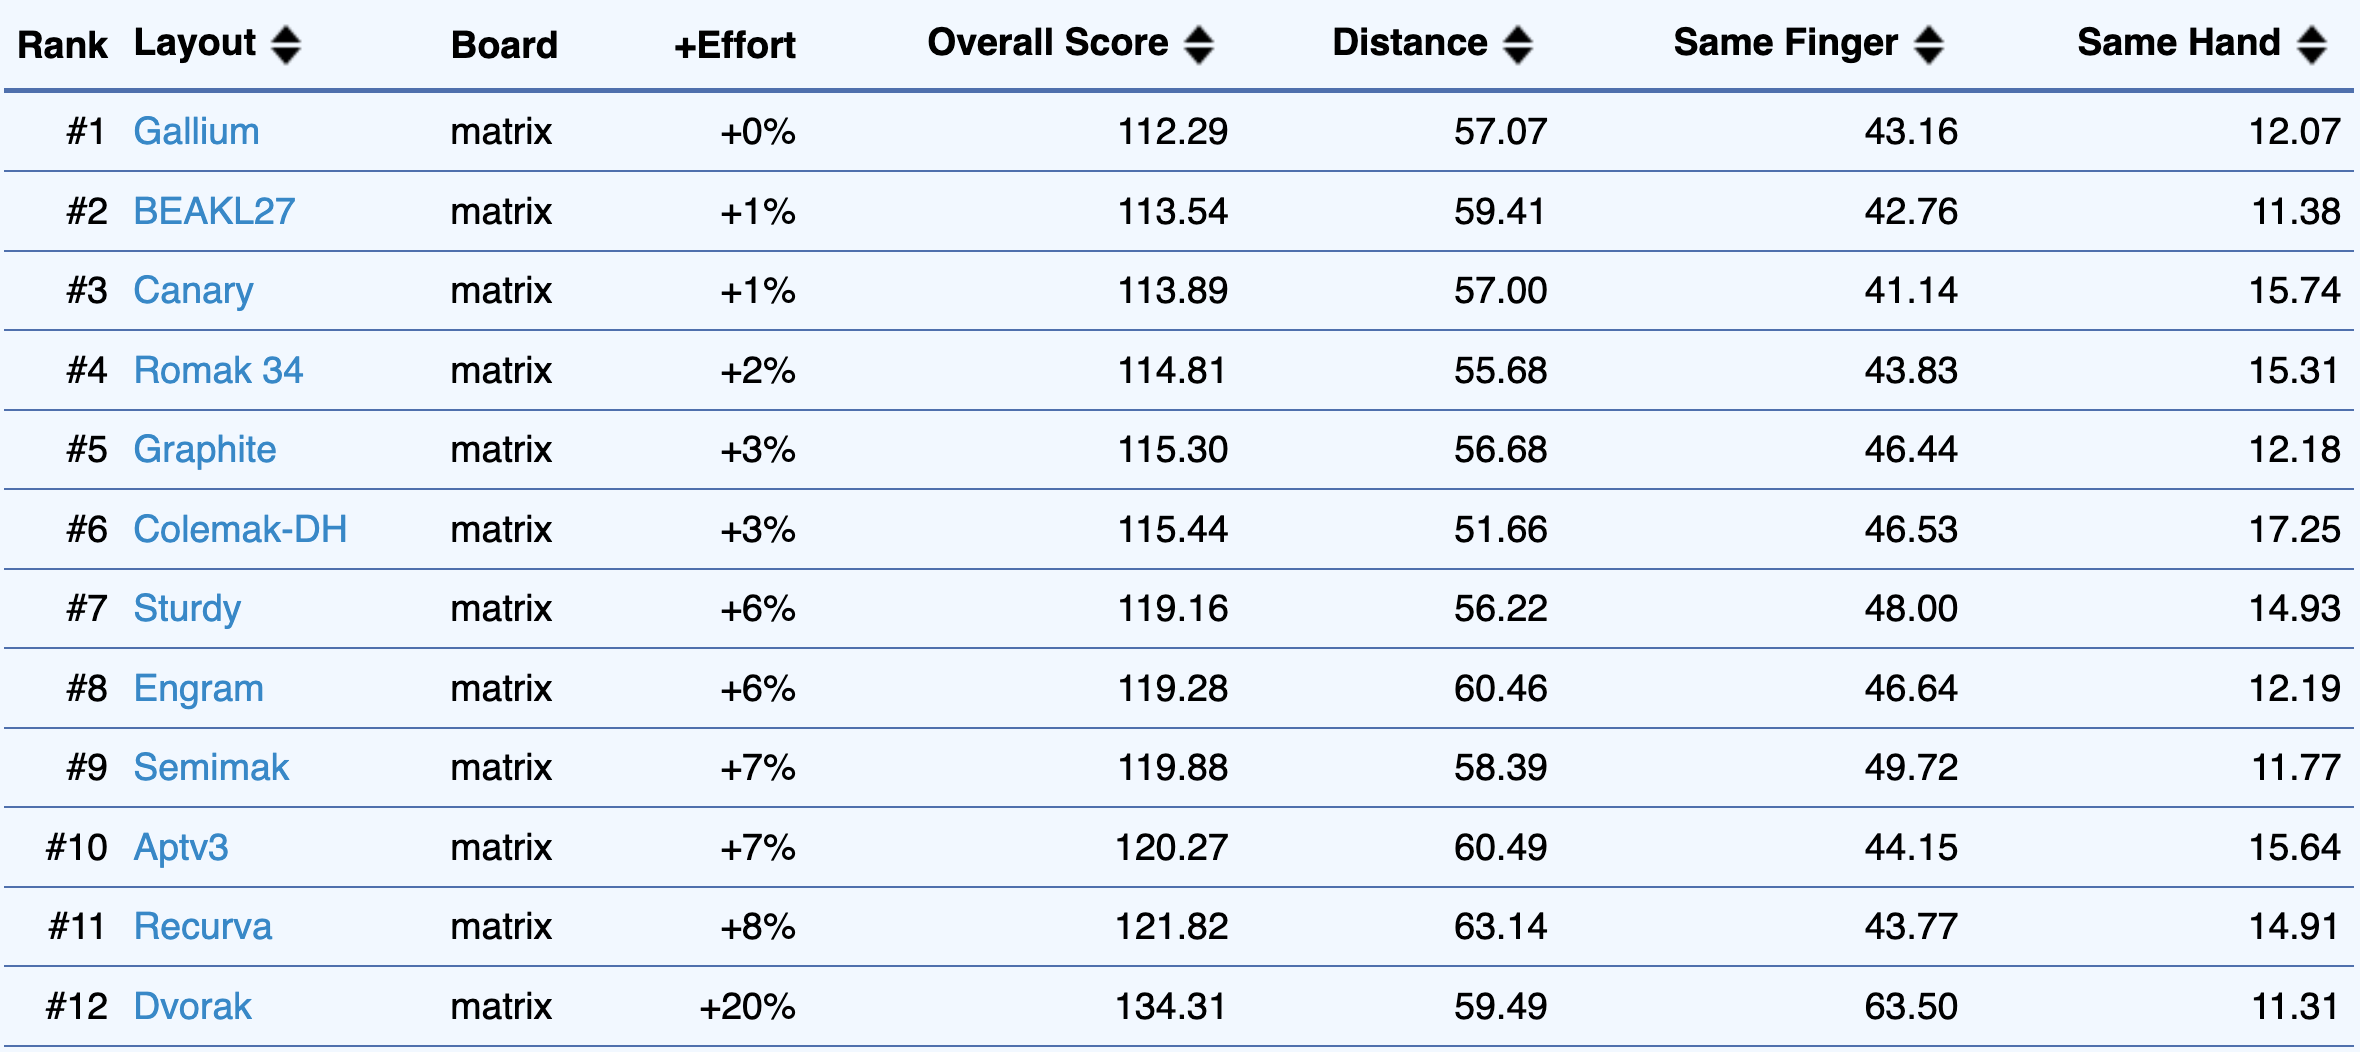 Rank Layout Board +Effort Overall Score Distance Same Finger Same Hand
#1 Gallium matrix +0% 112.29 57.07 43.16 12.07
#2 BEAKL27 matrix +1% 113.54 59.41 42.76 11.38
#3 Canary matrix +1% 113.89 57.00 41.14 15.74
#4 Romak 34 matrix +2% 114.81 55.68 43.83 15.31
#5 Graphite matrix +3% 115.30 56.68 46.44 12.18
#6 Colemak-DH matrix +3% 115.44 51.66 46.53 17.25
#7 Sturdy matrix +6% 119.16 56.22 48.00 14.93
#8 Engram matrix +6% 119.28 60.46 46.64 12.19
#9 Semimak matrix +7% 119.88 58.39 49.72 11.77
#10 Aptv3 matrix +7% 120.27 60.49 44.15 15.64
#11 Recurva matrix +8% 121.82 63.14 43.77 14.91
#12 Dvorak matrix +20% 134.31 59.49 63.50 11.31